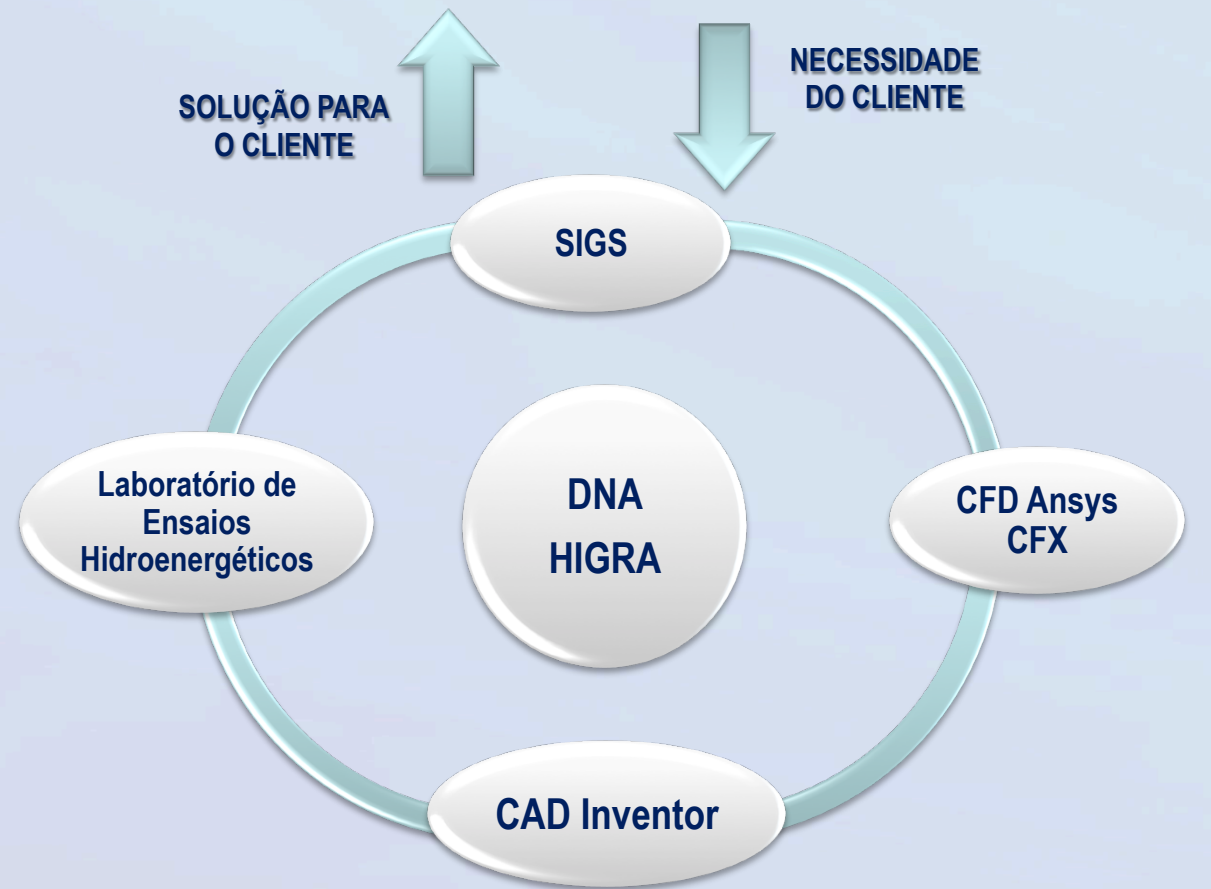 SOLUÇÃO PARA
O CLIENTE
NECESSIDADE
DO CLIENTE
SIGS
Laboratório de
Ensaios
Hidroenergéticos
DNA
HIGRA
CFD Ansys
CFX
CAD Inventor